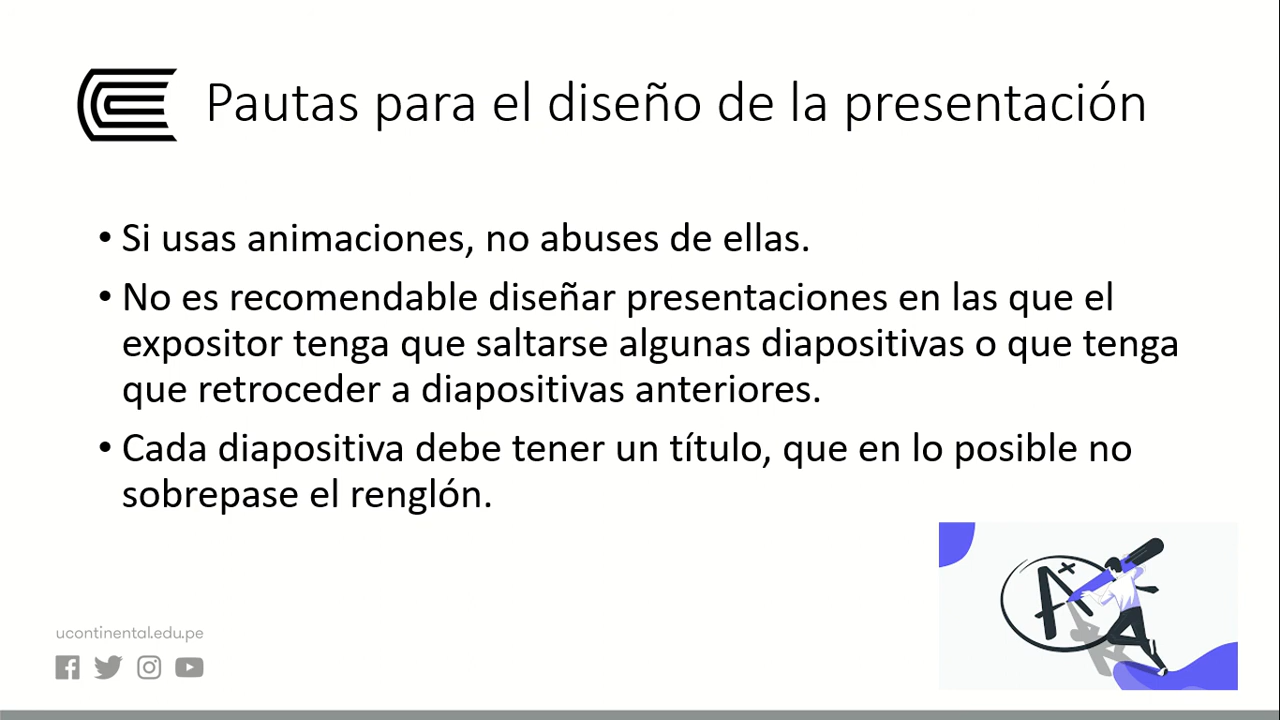 Pautas para el diseño de la presentación
• Si usas animaciones, no abuses de ellas.
• No es recomendable diseñar presentaciones en las que el
expositor tenga que saltarse algunas diapositivas o que tenga
que retroceder a diapositivas anteriores.
• Cada diapositiva debe tener un título, que en lo posible no
sobrepase el renglón.
A+
ucontinental.edu.pe